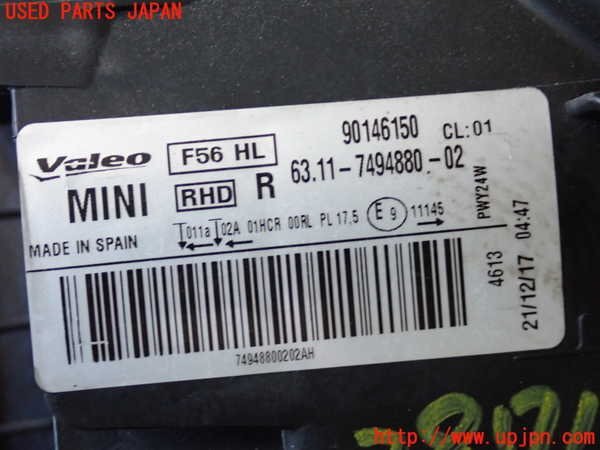 USED PARTS JAPAN
Valeo F56 HL 90146150 CL:01
MINI RHD R 63.11-7494880-02
011a 02A 01HCR 00RL PL 17,5 E 9 11145
PWY24W
MADE IN SPAIN
4613
21/12/17 04:47
74948800202AH
http://www.upjpn.com/